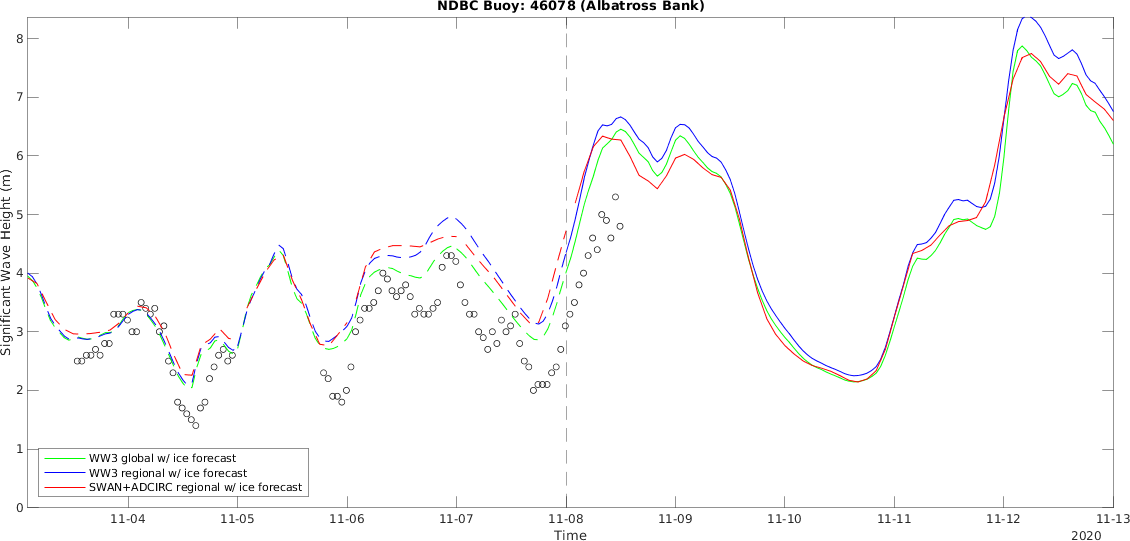 NDBC Buoy: 46078 (Albatross Bank)
Significant Wave Height (m)
8
7
6
5
4
3
2
1
0
WW3 global w/ ice forecast
WW3 regional w/ ice forecast
SWAN+ADCIRC regional w/ ice forecast
11-04 11-05 11-06 11-07 11-08 11-09 11-10 11-11 11-12 11-13
Time
2020